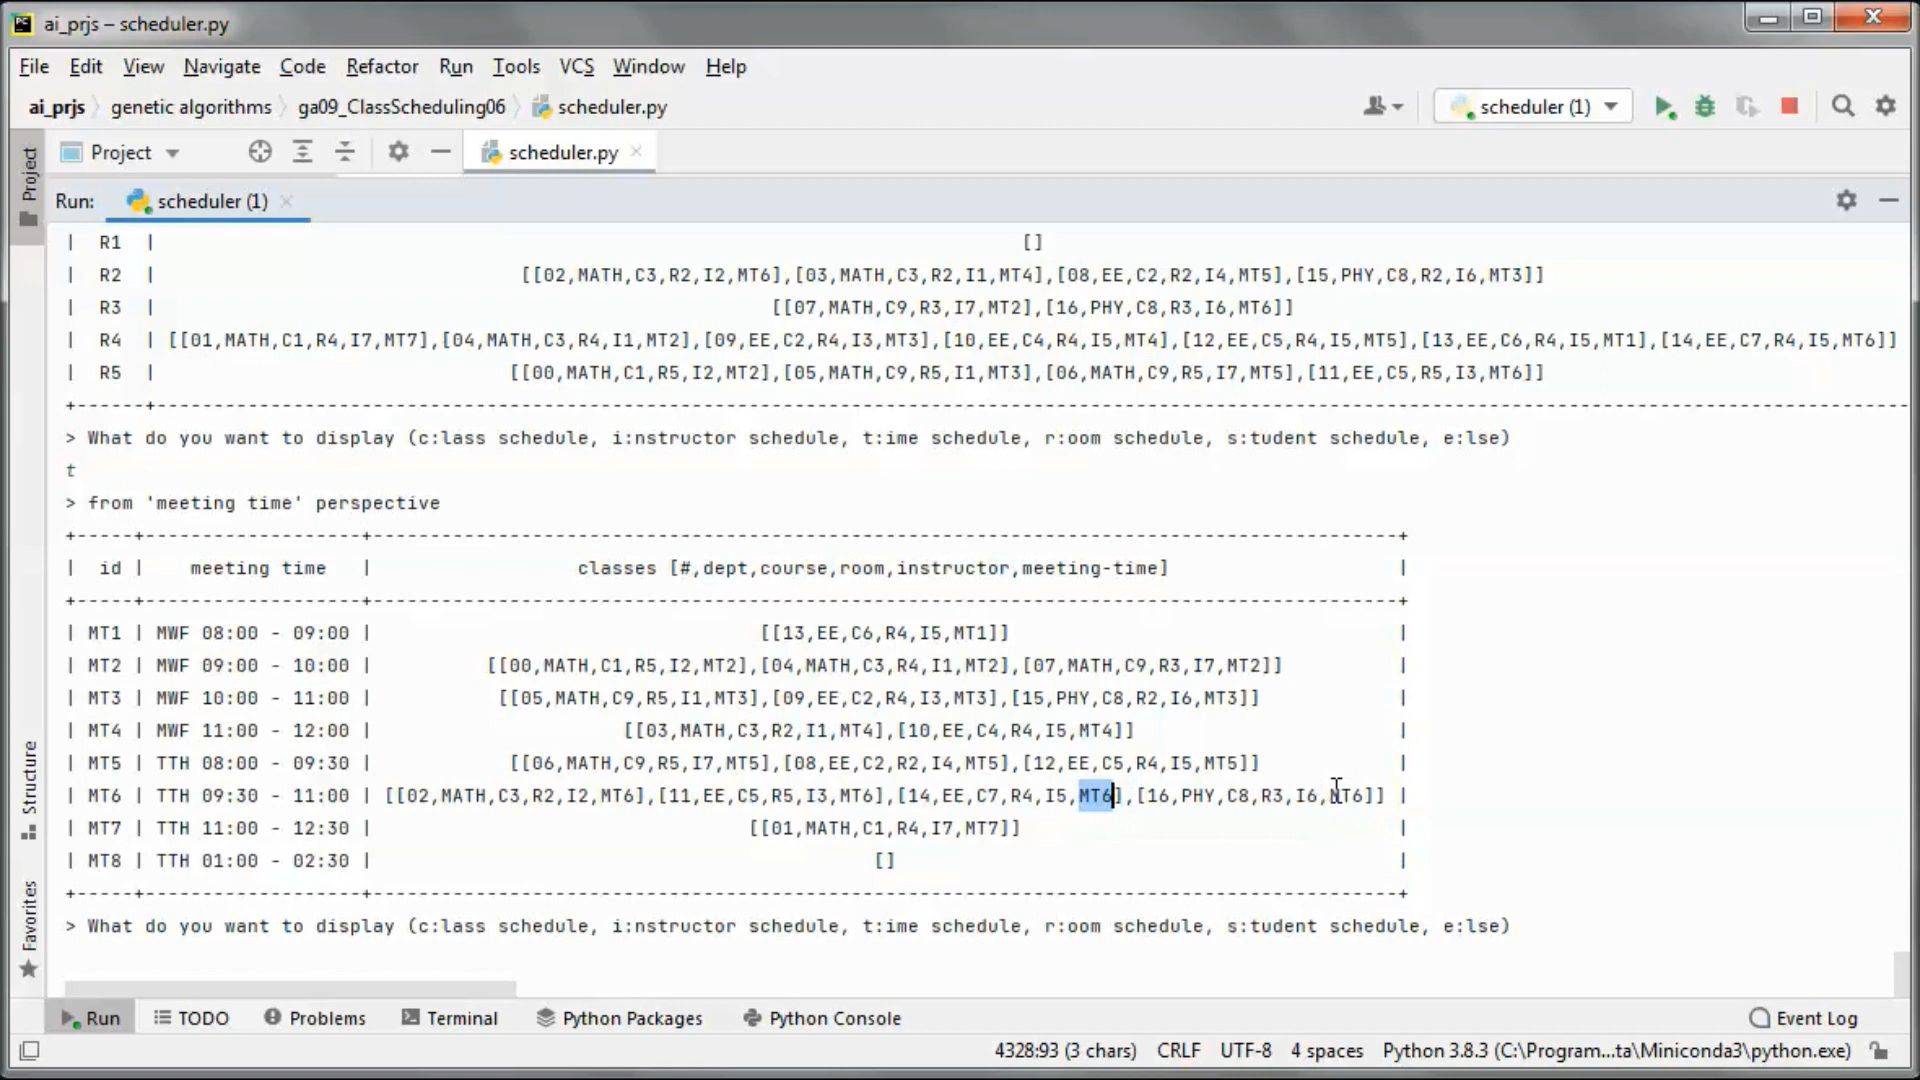 ai_prjs – scheduler.py
File Edit View Navigate Code Refactor Run Tools VCS Window Help
ai_prjs genetic algorithms ga09_ClassScheduling06 scheduler.py scheduler (1)
Project scheduler.py
Project
Run: scheduler (1)
| R1 | []
| R2 [[02,MATH,C3,R2,I2,MT6],[03,MATH,C3,R2,I1,MT4],[08,EE,C2,R2,I4,MT5],[15,PHY,C8,R2,I6,MT3]]
| R3 | [[07,MATH,C9,R3,I7,MT2],[16,PHY,C8,R3,I6,MT6]]
| R4 | [[01,MATH,C1,R4,I7,MT7],[04,MATH,C3,R4,I1,MT2],[09,EE,C2,R4,I3,MT3],[10,EE,C4,R4,I5,MT4],[12,EE,C5,R4,I5,MT5],[13,EE,C6,R4,I5,MT1],[14,EE,C7,R4,I5,MT6]]
| R5 | [[00,MATH,C1,R5,I2,MT2],[05,MATH,C9,R5,I1,MT3],[06,MATH,C9,R5,I7,MT5],[11,EE,C5,R5,I3,MT6]]
> What do you want to display (c:lass schedule, i:nstructor schedule, t:ime schedule, r:oom schedule, s:tudent schedule, e:lse)
t
> from 'meeting time' perspective
| id | meeting time | classes [#,dept,course,room,instructor,meeting-time] |
| MT1 | MWF 08:00 - 09:00 | [[13,EE,C6,R4,I5,MT1]] |
| MT2 | MWF 09:00 - 10:00 | [[00,MATH,C1,R5,I2,MT2],[04,MATH,C3,R4,I1,MT2],[07,MATH,C9,R3,I7,MT2]] |
| MT3 | MWF 10:00 - 11:00 | [[05,MATH,C9,R5,I1,MT3],[09,EE,C2,R4,I3,MT3],[15,PHY,C8,R2,I6,MT3]] |
| MT4 | MWF 11:00 - 12:00 | [[03,MATH,C3,R2,I1,MT4],[10,EE,C4,R4,I5,MT4]] |
| MT5 | TTH 08:00 - 09:30 | [[06,MATH,C9,R5,I7,MT5],[08,EE,C2,R2,I4,MT5],[12,EE,C5,R4,I5,MT5]] |
| MT6 | TTH 09:30 - 11:00 | [[02,MATH,C3,R2,I2,MT6],[11,EE,C5,R5,I3,MT6],[14,EE,C7,R4,I5,MT6],[16,PHY,C8,R3,I6,MT6]] |
| MT7 | TTH 11:00 - 12:30 | [[01,MATH,C1,R4,I7,MT7]] |
| MT8 | TTH 01:00 - 02:30 | [] |
> What do you want to display (c:lass schedule, i:nstructor schedule, t:ime schedule, r:oom schedule, s:tudent schedule, e:lse)
Structure
Favorites
Run TODO Problems Terminal Python Packages Python Console Event Log
4328:93 (3 chars) CRLF UTF-8 4 spaces Python 3.8.3 (C:\Program...ta\Miniconda3\python.exe)